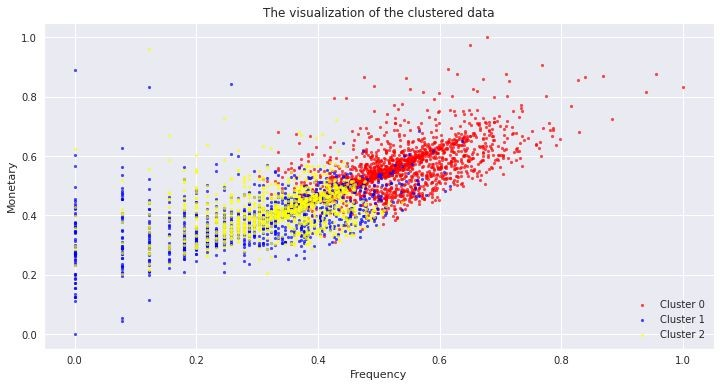 The visualization of the clustered data
Monetary
1.0
0.8
0.6
0.4
0.2
0.0
0.0 0.2 0.4 0.6 0.8 1.0
Frequency
Cluster 0
Cluster 1
Cluster 2